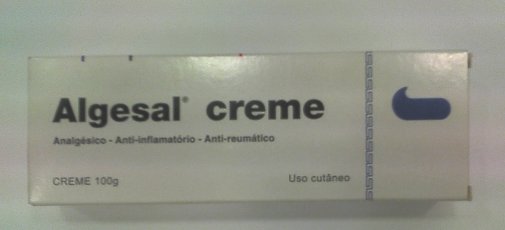 Algesal® creme
Analgésico - Anti-inflamatório - Anti-reumático
CREME 100g
Uso cutâneo